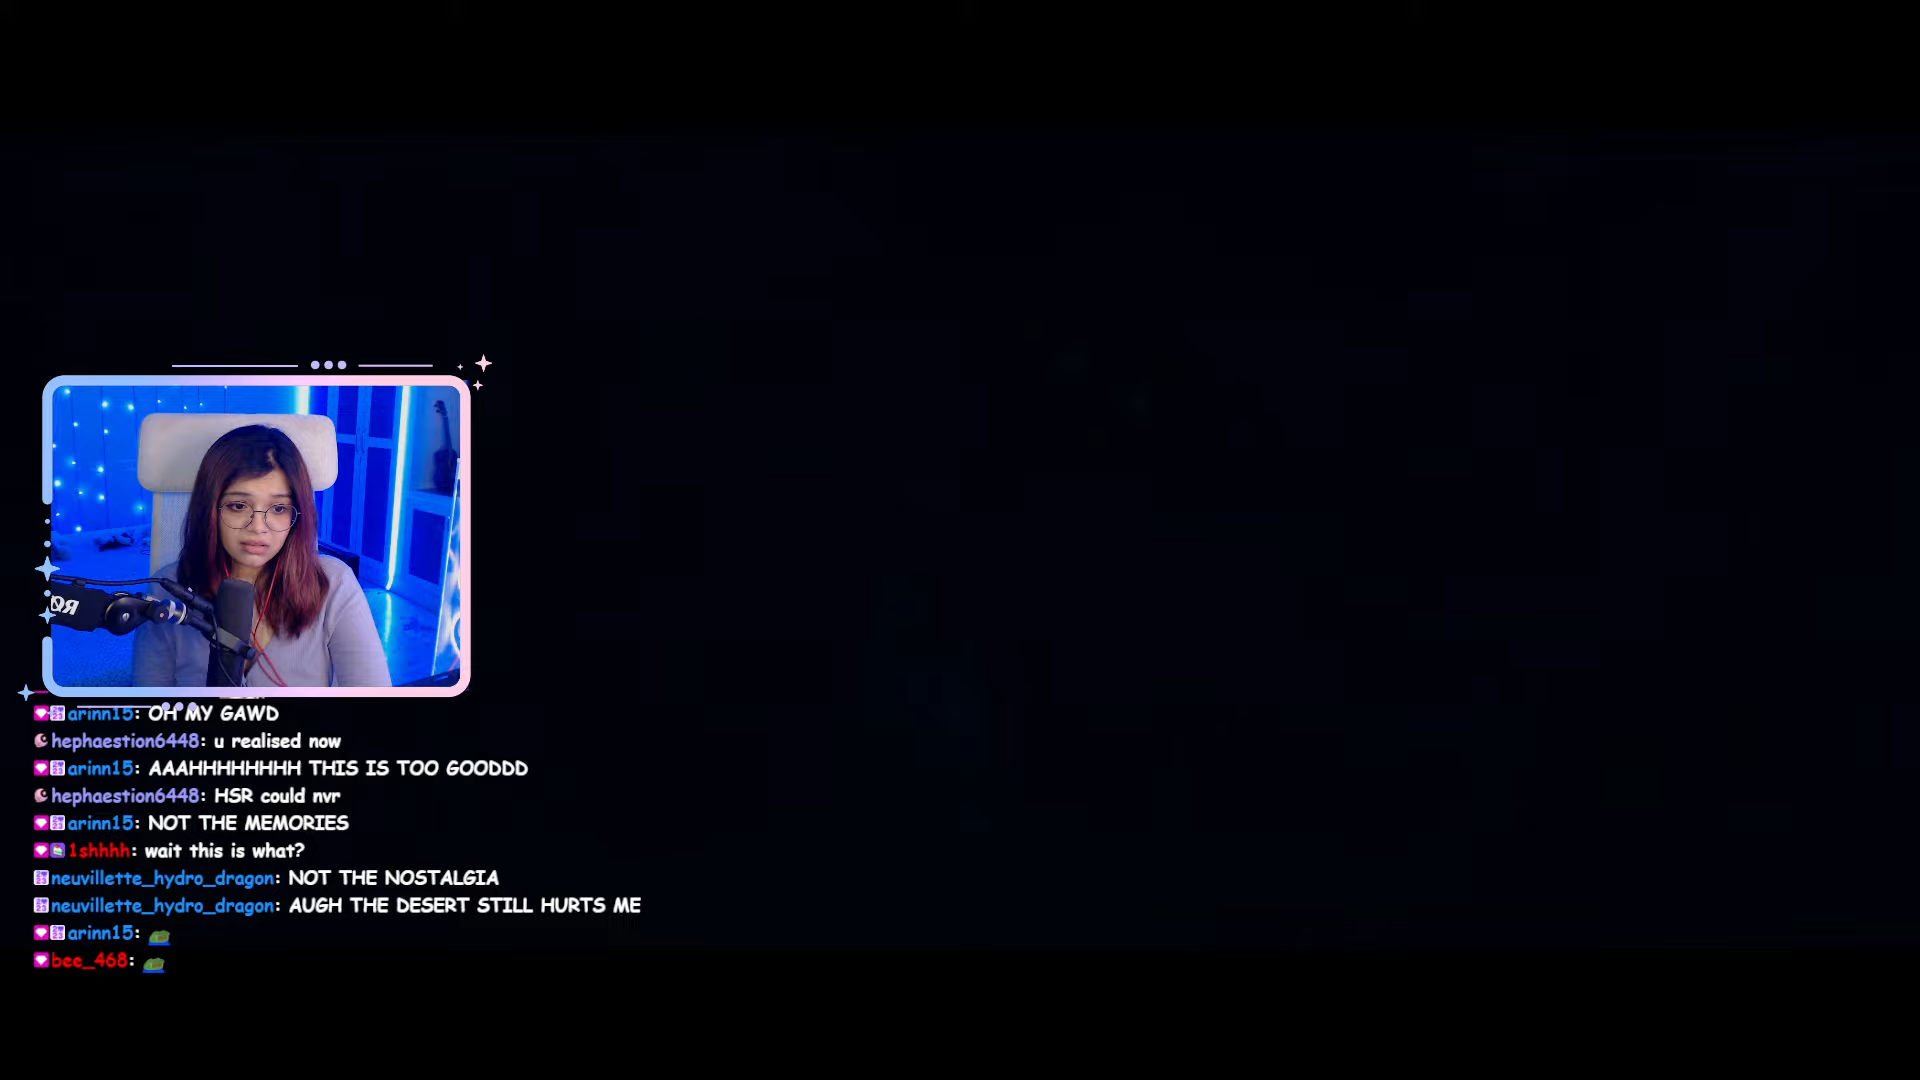 arinn15: OH MY GAWD
hephaestion6448: u realised now
arinn15: AAAHHHHHHHH THIS IS TOO GOODDD
hephaestion6448: HSR could nvr
arinn15: NOT THE MEMORIES
1shhhh: wait this is what?
neuvillette_hydro_dragon: NOT THE NOSTALGIA
neuvillette_hydro_dragon: AUGH THE DESERT STILL HURTS ME
arinn15:
bee_468: